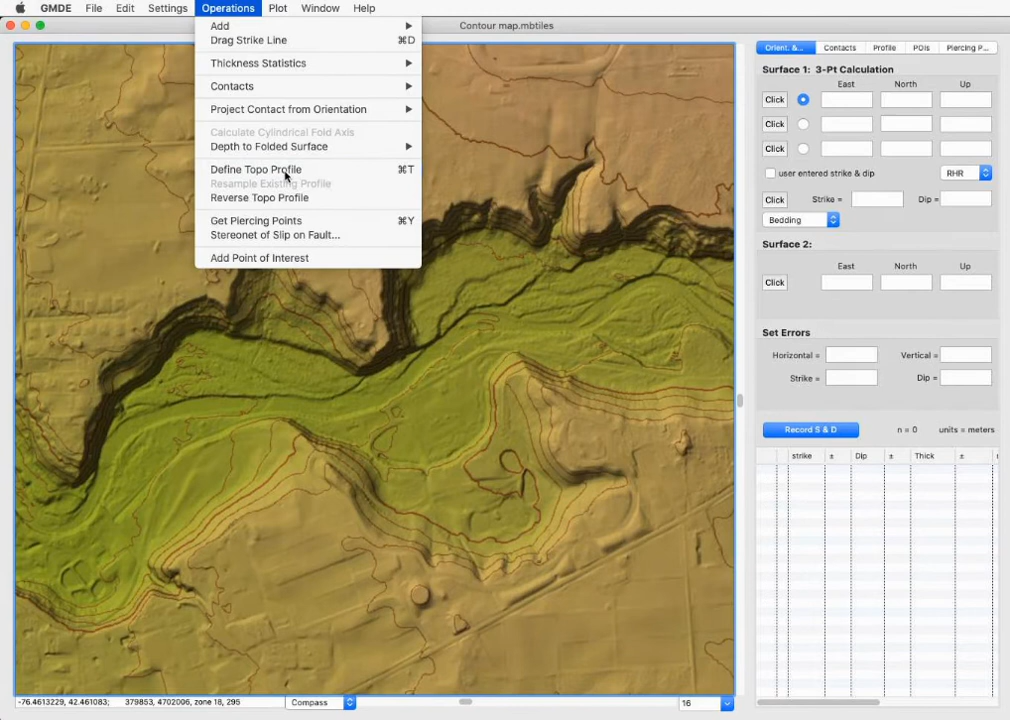 GMDE File Edit Settings Operations Plot Window Help
Contour map.mbtiles
Add
Drag Strike Line ⌘D
Thickness Statistics
Contacts
Project Contact from Orientation
Calculate Cylindrical Fold Axis
Depth to Folded Surface
Define Topo Profile ⌘T
Resample Existing Profile
Reverse Topo Profile
Get Piercing Points ⌘Y
Stereonet of Slip on Fault...
Add Point of Interest
Orient. &... Contacts Profile POIs Piercing P...
Surface 1: 3-Pt Calculation
East North Up
Click
Click
Click
user entered strike & dip RHR
Click Strike = Dip =
Bedding
Surface 2:
East North Up
Click
Set Errors
Horizontal = Vertical =
Strike = Dip =
Record S & D n = 0 units = meters
strike ± Dip ± Thick ±
-76.4613229, 42.461083; 379853, 4702006, zone 18, 295 Compass 16